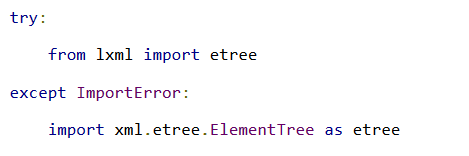 try:
    from lxml import etree
except ImportError:
    import xml.etree.ElementTree as etree